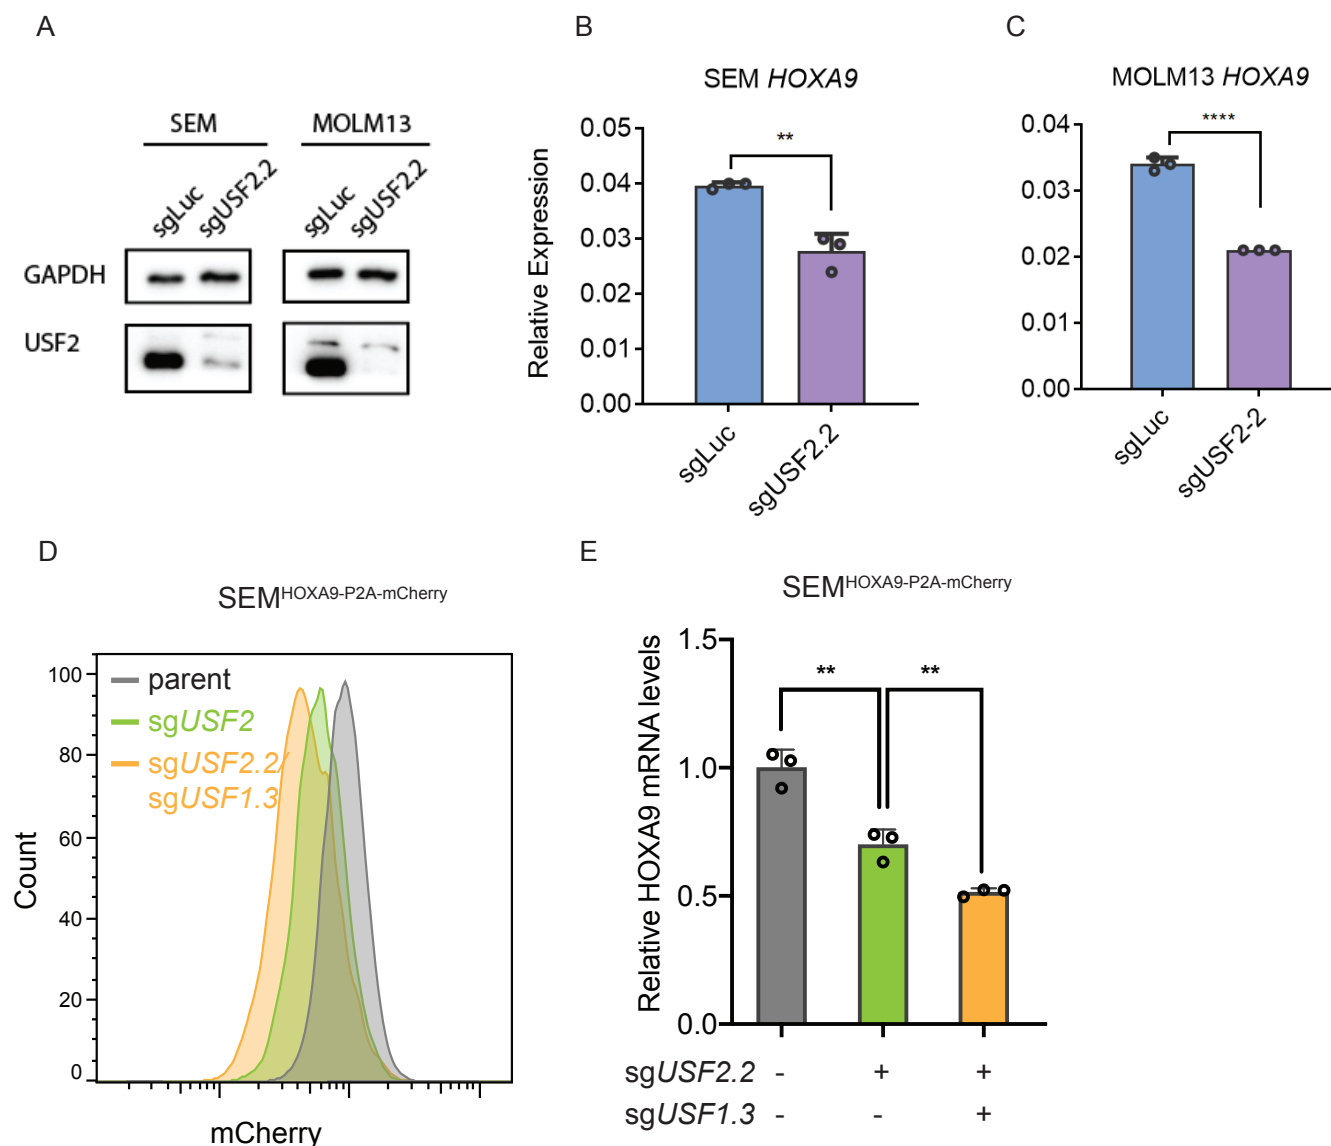 A
SEM
MOLM13
sgLuc
sgUSF2.2
sgLuc
sgUSF2.2
GAPDH
USF2
B
SEM HOXA9
Relative Expression
0.05
0.04
0.03
0.02
0.01
0.00
**
sgLuc
sgUSF2.2
C
MOLM13 HOXA9
0.04
0.03
0.02
0.01
0.00
****
sgLuc
sgUSF2-2
D
SEMHOXA9-P2A-mCherry
Count
100
80
60
40
20
0
parent
sgUSF2
sgUSF2.2/
sgUSF1.3
mCherry
E
SEMHOXA9-P2A-mCherry
Relative HOXA9 mRNA levels
1.5
1.0
0.5
0.0
**
**
sgUSF2.2 - + +
sgUSF1.3 - - +